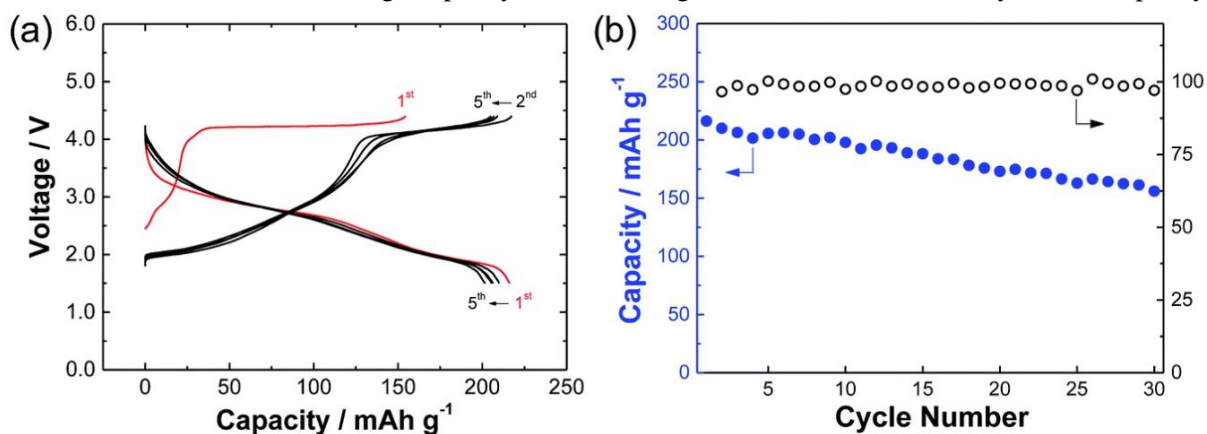 (a)
6.0
5.0
4.0
3.0
2.0
1.0
0.0
Voltage / V
1st
5th ← 2nd
5th ← 1st
0 50 100 150 200 250
Capacity / mAh g-1
(b)
300
250
200
150
100
50
0
Capacity / mAh g-1
100
75
50
25
0
5 10 15 20 25 30
Cycle Number